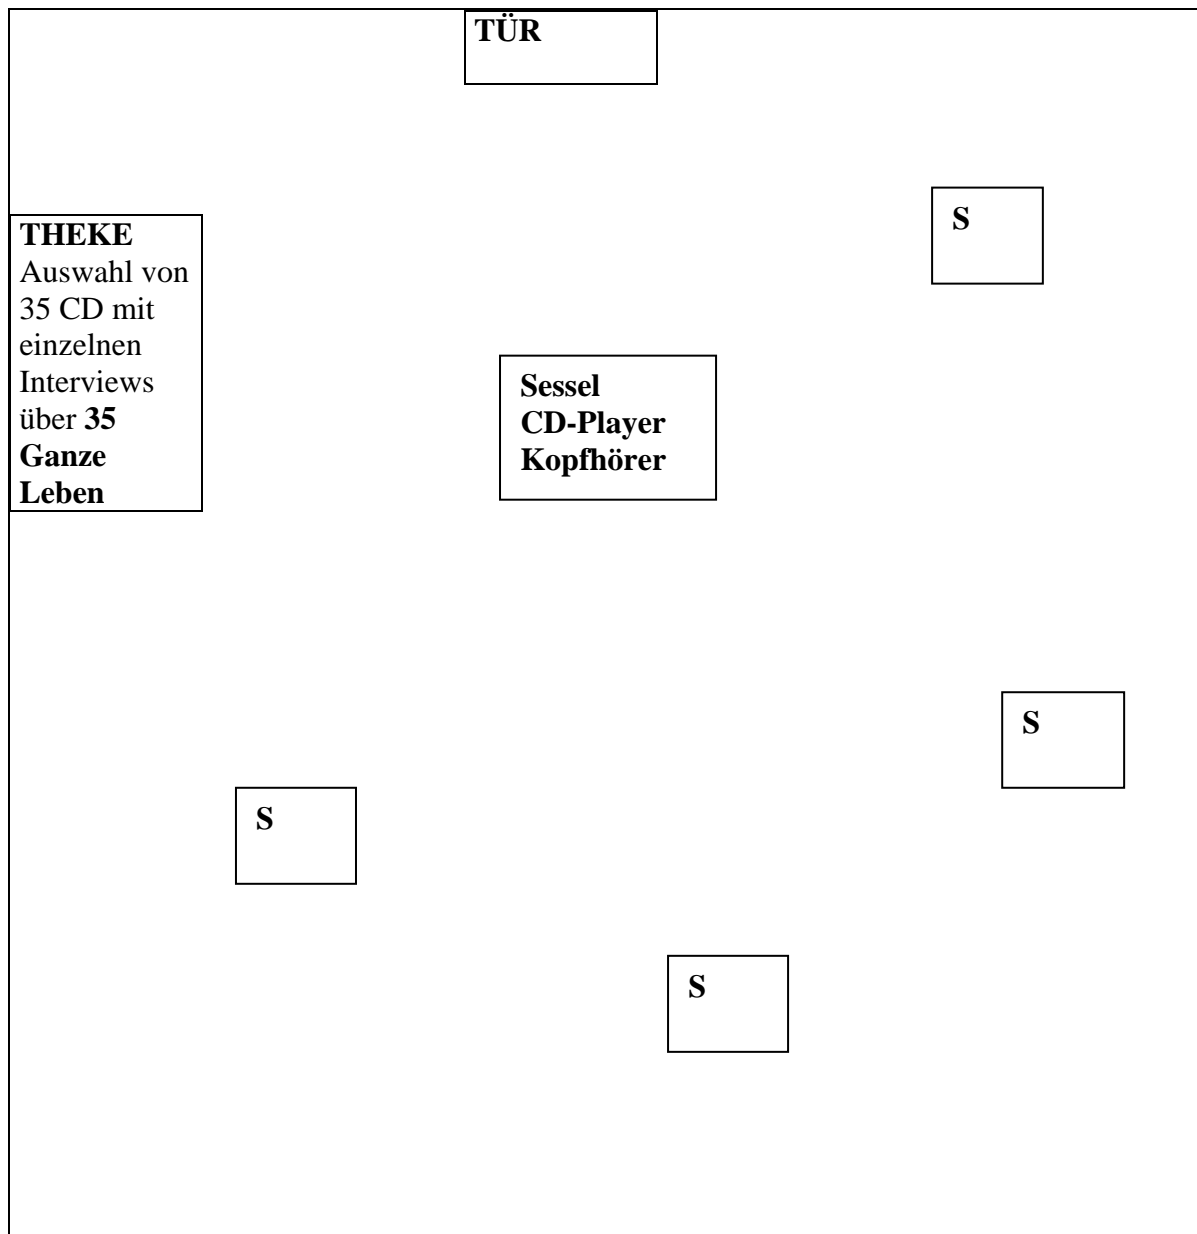 TÜR
S
THEKE
Auswahl von
35 CD mit
einzelnen
Interviews
über 35
Ganze
Leben
Sessel
CD-Player
Kopfhörer
S
S
S